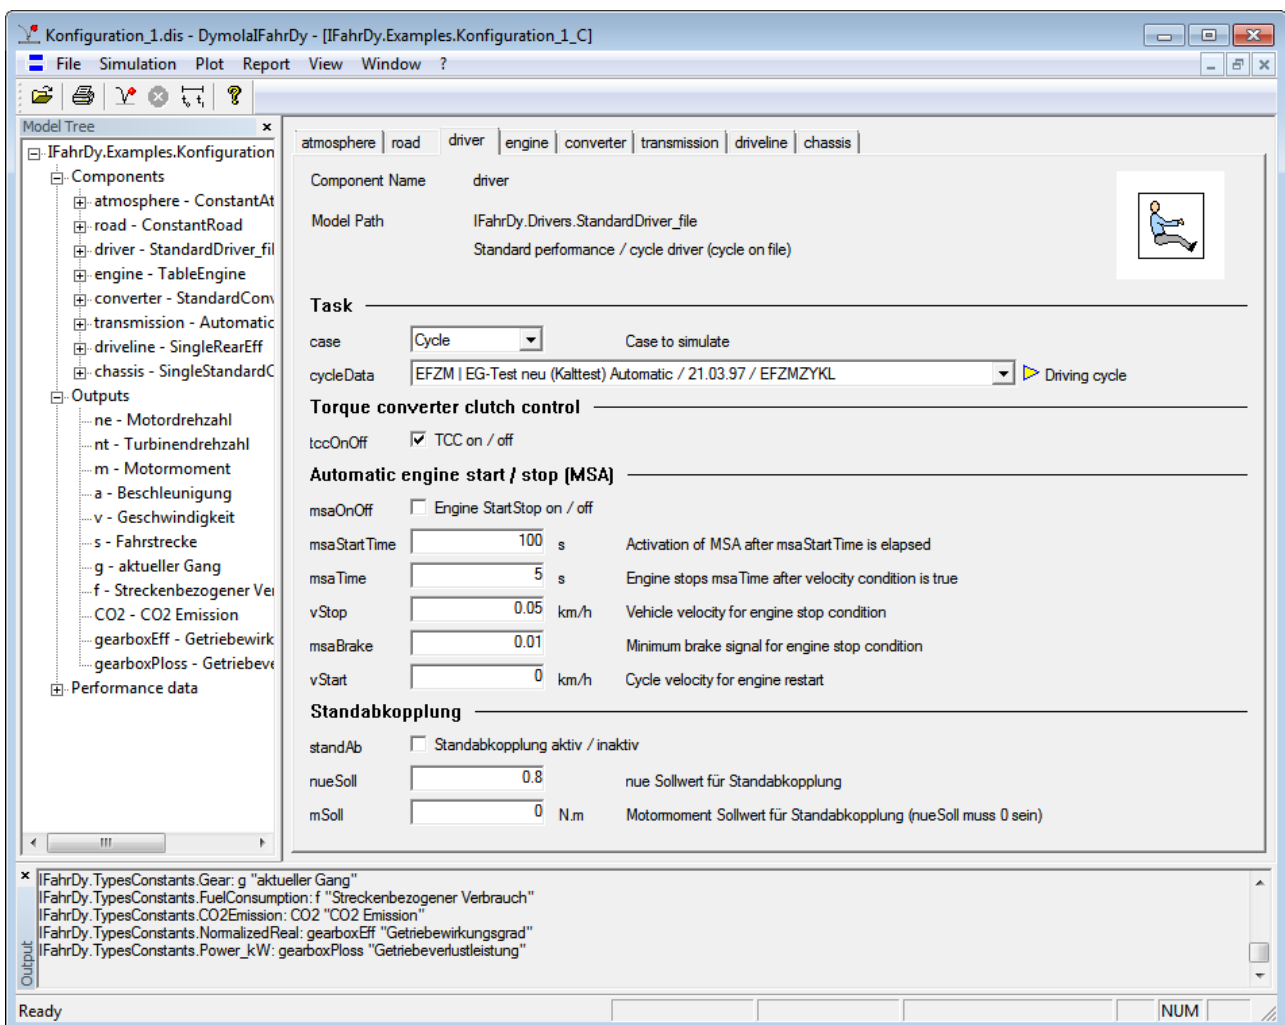 Konfiguration_1.dis - DymolaIFahrDy - [IFahrDy.Examples.Konfiguration_1_C]
File Simulation Plot Report View Window ?
Model Tree
IFahrDy.Examples.Konfiguration
Components
atmosphere - ConstantAt
road - ConstantRoad
driver - StandardDriver_fil
engine - TableEngine
converter - StandardConv
transmission - Automatic
driveline - SingleRearEff
chassis - SingleStandardC
Outputs
ne - Motordrehzahl
nt - Turbinendrehzahl
m - Motormoment
a - Beschleunigung
v - Geschwindigkeit
s - Fahrstrecke
g - aktueller Gang
f - Streckenbezogener Ver
CO2 - CO2 Emission
gearboxEff - Getriebewirk
gearboxPloss - Getriebeve
Performance data
atmosphere road driver engine converter transmission driveline chassis
Component Name driver
Model Path IFahrDy.Drivers.StandardDriver_file
Standard performance / cycle driver (cycle on file)
Task
case Cycle Case to simulate
cycleData EFZM | EG-Test neu (Kalttest) Automatic / 21.03.97 / EFZMZYKL Driving cycle
Torque converter clutch control
tccOnOff TCC on / off
Automatic engine start / stop (MSA)
msaOnOff Engine StartStop on / off
msaStartTime 100 s Activation of MSA after msaStartTime is elapsed
msaTime 5 s Engine stops msaTime after velocity condition is true
vStop 0.05 km/h Vehicle velocity for engine stop condition
msaBrake 0.01 Minimum brake signal for engine stop condition
vStart 0 km/h Cycle velocity for engine restart
Standabkopplung
standAb Standabkopplung aktiv / inaktiv
nueSoll 0.8 nue Sollwert für Standabkopplung
mSoll 0 N.m Motormoment Sollwert für Standabkopplung (nueSoll muss 0 sein)
Output
IFahrDy.TypesConstants.Gear: g "aktueller Gang"
IFahrDy.TypesConstants.FuelConsumption: f "Streckenbezogener Verbrauch"
IFahrDy.TypesConstants.CO2Emission: CO2 "CO2 Emission"
IFahrDy.TypesConstants.NormalizedReal: gearboxEff "Getriebewirkungsgrad"
IFahrDy.TypesConstants.Power_kW: gearboxPloss "Getriebeverlustleistung"
Ready NUM